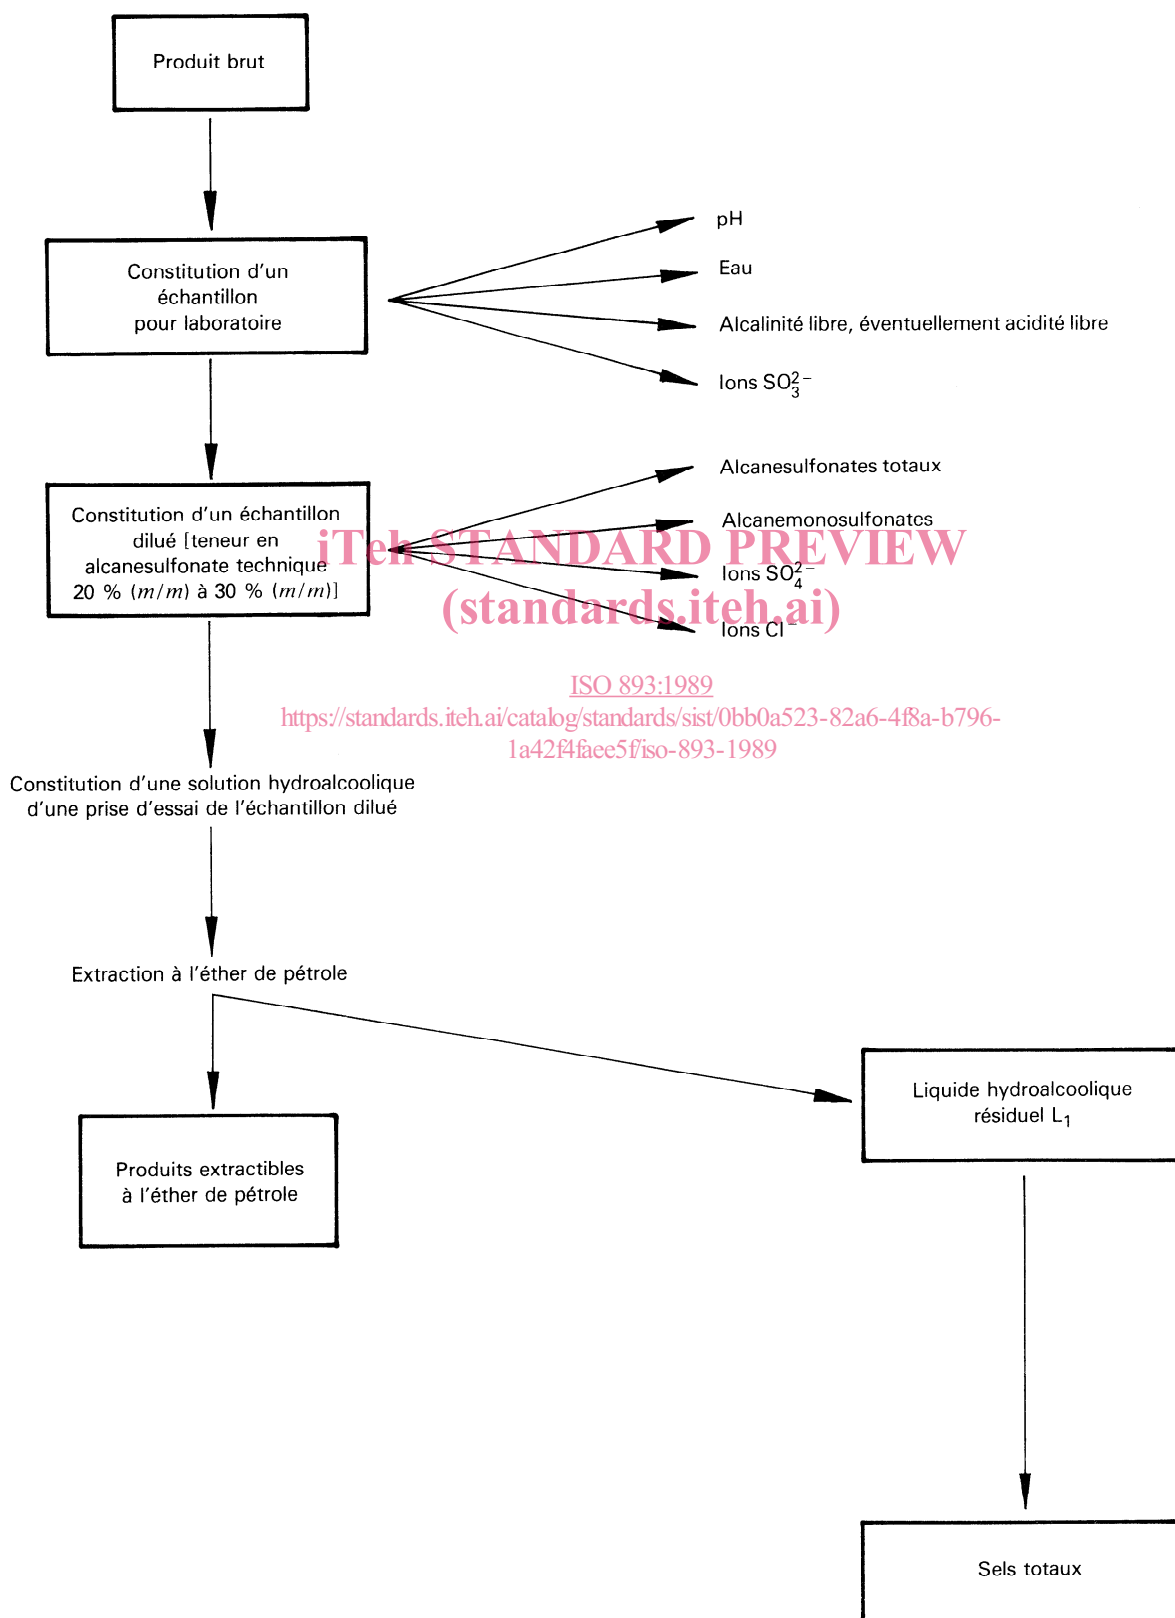 Produit brut
Constitution d'un
échantillon
pour laboratoire
pH
Eau
Alcalinité libre, éventuellement acidité libre
Ions SO₃²⁻
Constitution d'un échantillon
dilué [teneur en
alcanesulfonate technique
20 % (m/m) à 30 % (m/m)]
Alcanesulfonates totaux
Alcanemonosulfonates
Ions SO₄²⁻
Ions Cl⁻
iTeh STANDARD PREVIEW
(standards.iteh.ai)
ISO 893:1989
https://standards.iteh.ai/catalog/standards/sist/0bb0a523-82a6-4f8a-b796-
1a42f4faee5f/iso-893-1989
Constitution d'une solution hydroalcoolique
d'une prise d'essai de l'échantillon dilué
Extraction à l'éther de pétrole
Produits extractibles
à l'éther de pétrole
Liquide hydroalcoolique
résiduel L₁
Sels totaux